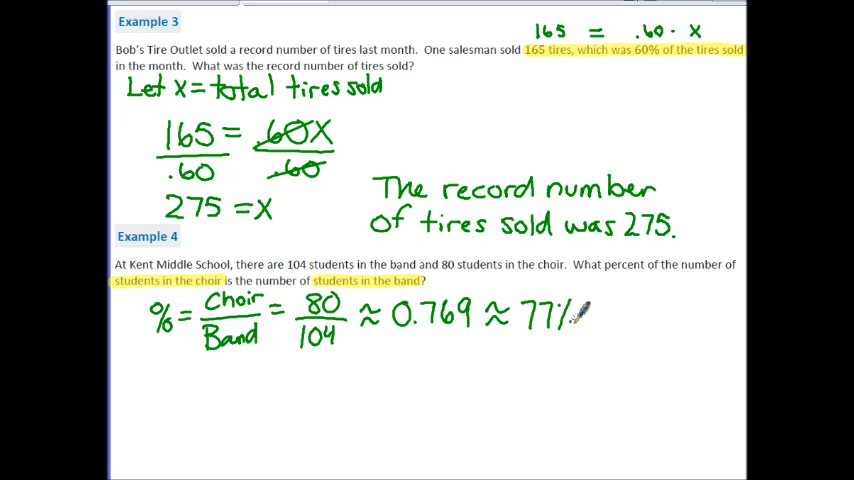 Example 3
165 = .60 · x
Bob's Tire Outlet sold a record number of tires last month. One salesman sold 165 tires, which was 60% of the tires sold
in the month. What was the record number of tires sold?
Let x = total tires sold
165 = .60x
.60 .60
275 = x
The record number
of tires sold was 275.
Example 4
At Kent Middle School, there are 104 students in the band and 80 students in the choir. What percent of the number of
students in the choir is the number of students in the band?
% = Choir/Band = 80/104 ≈ 0.769 ≈ 77%